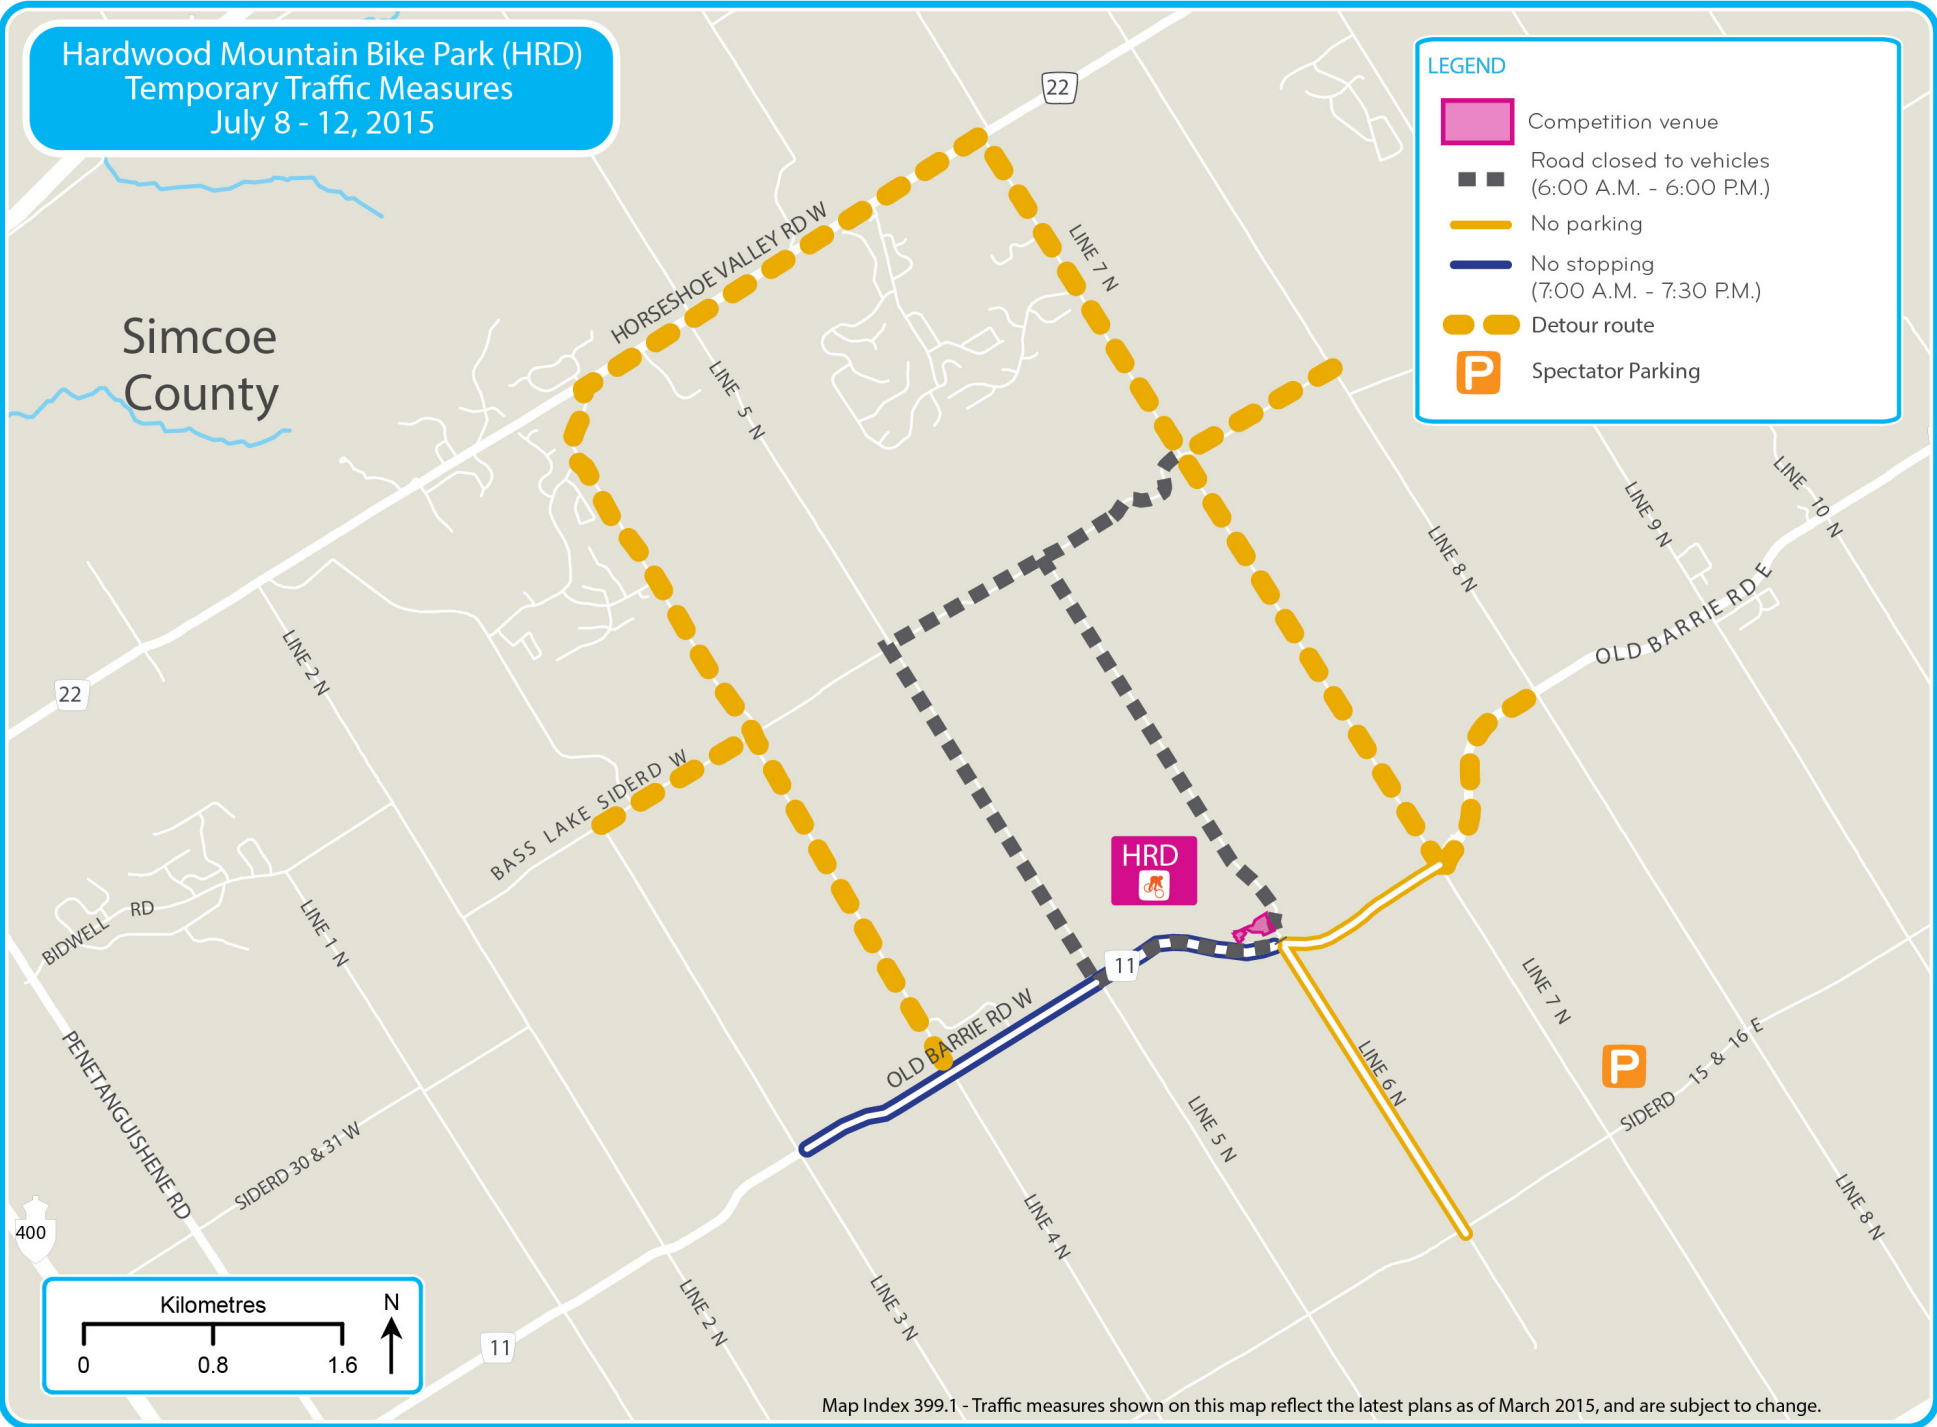 Hardwood Mountain Bike Park (HRD)
Temporary Traffic Measures
July 8 - 12, 2015
LEGEND
Competition venue
Road closed to vehicles
(6:00 A.M. - 6:00 P.M.)
No parking
No stopping
(7:00 A.M. - 7:30 P.M.)
Detour route
P
Spectator Parking
22
HORSESHOE VALLEY RD W
LINE 7 N
Simcoe
County
LINE 5 N
LINE 10 N
LINE 9 N
LINE 8 N
OLD BARRIE RD E
LINE 2 N
22
BASS LAKE SIDERD W
HRD
BIDWELL RD
LINE 1 N
11
LINE 7 N
OLD BARRIE RD W
PENETANGUISHENE RD
LINE 6 N
P
SIDERD 15 & 16 E
LINE 5 N
SIDERD 30 & 31 W
LINE 4 N
LINE 8 N
400
LINE 2 N
LINE 3 N
11
Kilometres
N
0 0.8 1.6
Map Index 399.1 - Traffic measures shown on this map reflect the latest plans as of March 2015, and are subject to change.